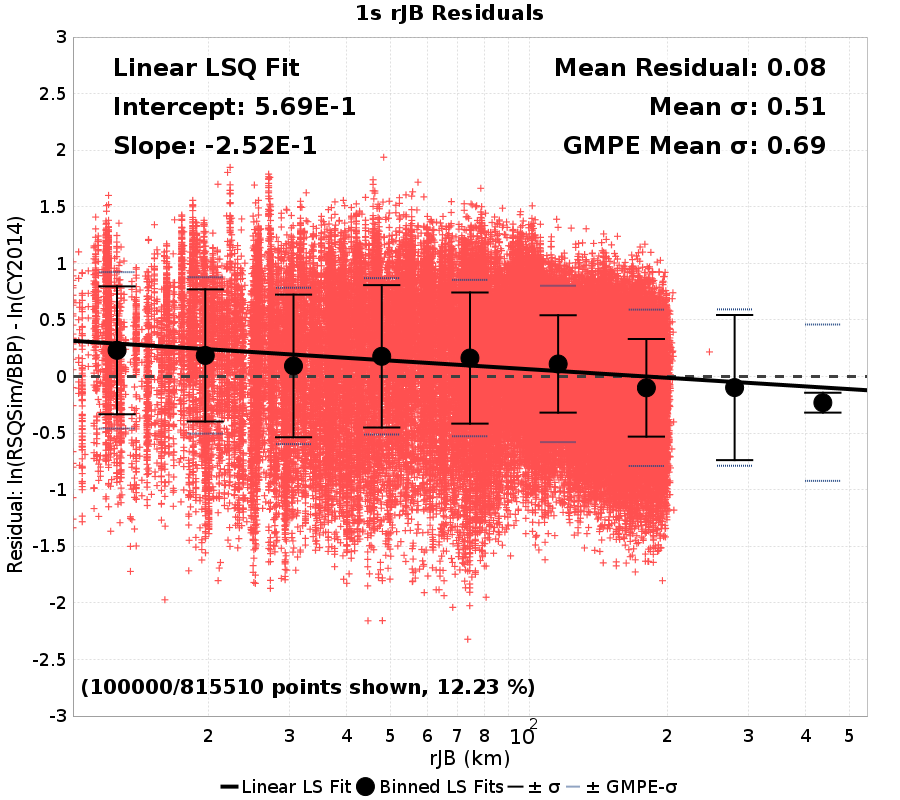 1s rJB Residuals
Linear LSQ Fit
Intercept: 5.69E-1
Slope: -2.52E-1
Mean Residual: 0.08
Mean σ: 0.51
GMPE Mean σ: 0.69
Residual: ln(RSQSim/BBP) - ln(CY2014)
3
2.5
2
1.5
1
0.5
0
-0.5
-1
-1.5
-2
-2.5
-3
(100000/815510 points shown, 12.23 %)
2 3 4 5 6 7 8 10² 2 3 4 5
rJB (km)
Linear LS Fit Binned LS Fits ± σ ± GMPE-σ